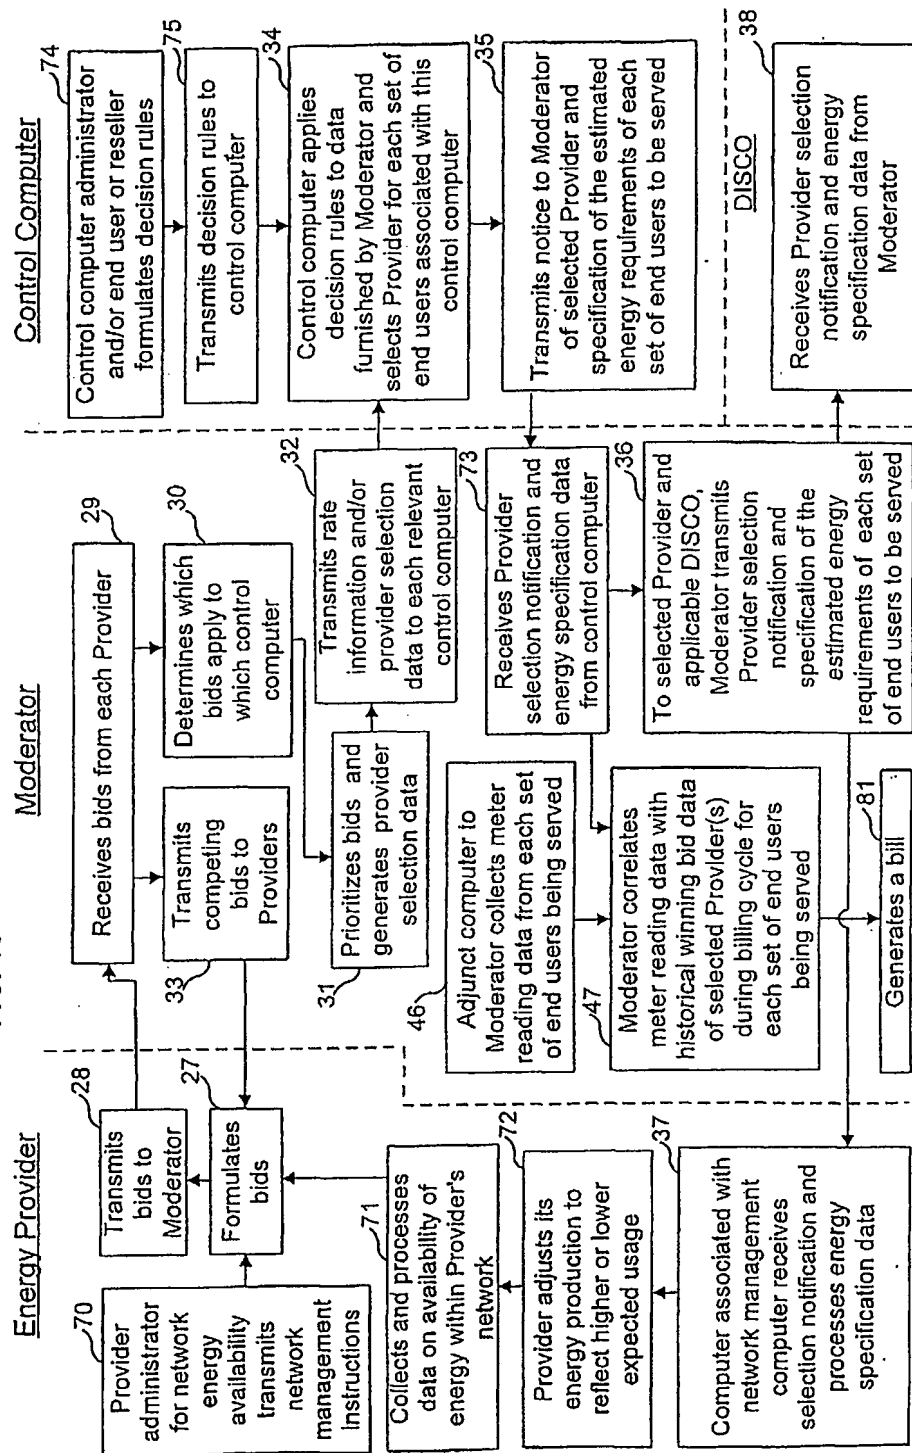 Energy Provider
70
Provider
administrator
for network
energy
availability
transmits
network
management
Instructions
28
Transmits
bids to
Moderator
27
Formulates
bids
71
Collects and processes
data on availability of
energy within Provider's
network
72
Provider adjusts its
energy production to
reflect higher or lower
expected usage
37
Computer associated with
network management
computer receives
selection notification and
processes energy
specification data
Moderator
29
Receives bids from each Provider
33
Transmits
competing
bids to
Providers
30
Determines which
bids apply to
which control
computer
31
Prioritizes bids and
generates provider
selection data
32
Transmits rate
information and/or
provider selection
data to each relevant
control computer
46
Adjunct computer to
Moderator collects meter
reading data from each set
of end users being served
73
Receives Provider
selection notification and
energy specification data
from control computer
47
Moderator correlates
meter reading data with
historical winning bid data
of selected Provider(s)
during billing cycle for
each set of end users
being served
36
To selected Provider and
applicable DISCO,
Moderator transmits
Provider selection
notification and
specification of the
estimated energy
requirements of each set
of end users to be served
81
Generates a bill
Control Computer
74
Control computer administrator
and/or end user or reseller
formulates decision rules
75
Transmits decision rules to
control computer
34
Control computer applies
decision rules to data
furnished by Moderator and
selects Provider for each set of
end users associated with this
control computer
35
Transmits notice to Moderator
of selected Provider and
specification of the estimated
energy requirements of each
set of end users to be served
DISCO
38
Receives Provider selection
notification and energy
specification data from
Moderator